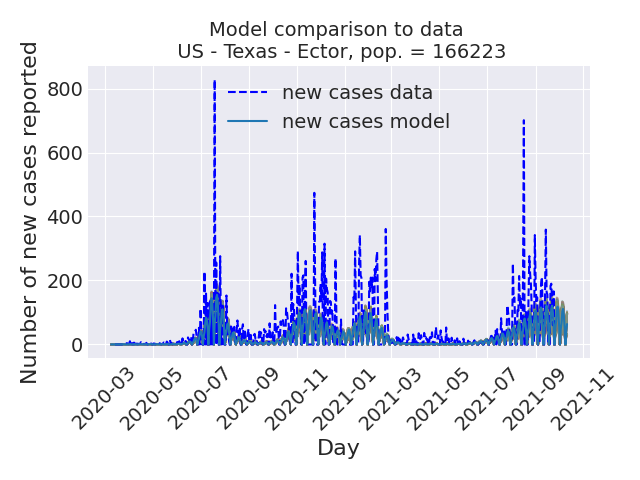 Model comparison to data
US - Texas - Ector, pop. = 166223
Number of new cases reported
800
600
400
200
0
new cases data
new cases model
2020-03
2020-05
2020-07
2020-09
2020-11
2021-01
2021-03
2021-05
2021-07
2021-09
2021-11
Day